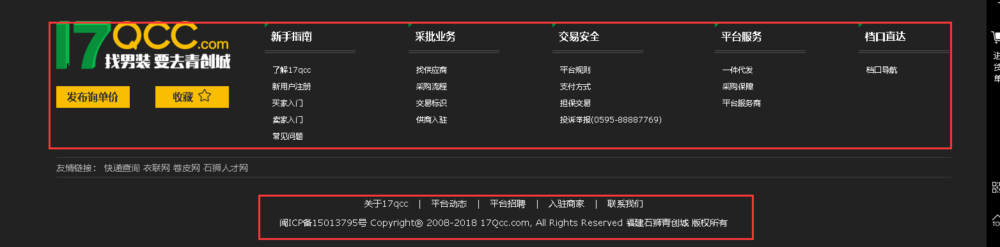 17QCC.com
找男装 要去青创城
发布询单价 收藏
新手指南
了解17qcc
新用户注册
买家入门
卖家入门
常见问题
采批业务
找供应商
采购流程
交易标识
供商入驻
交易安全
平台规则
支付方式
担保交易
投诉举报(0595-88887769)
平台服务
一件代发
采购保障
平台服务商
档口直达
档口导航
友情链接： 快递查询 衣联网 卷皮网 石狮人才网
关于17qcc | 平台动态 | 平台招聘 | 入驻商家 | 联系我们
闽ICP备15013795号 Copyright® 2008-2018 17Qcc.com, All Rights Reserved 福建石狮青创城 版权所有
进
货
单